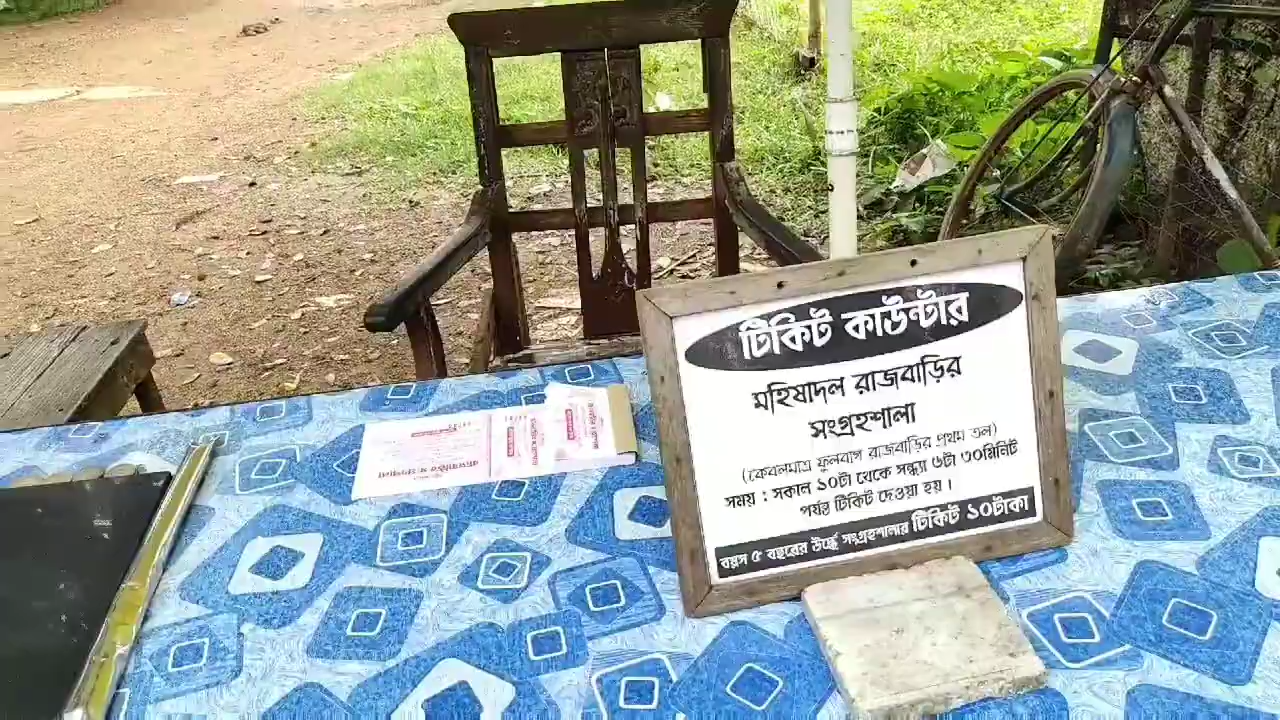 টিকিট কাউন্টার
মহিষাদল রাজবাড়ির
সংগ্রহশালা
(কেবলমাত্র ফুলবাগ রাজবাড়ির প্রথম তল)
সময় : সকাল ১০টা থেকে সন্ধ্যা ৬টা ৩০মিনিট
পর্যন্ত টিকিট দেওয়া হয় ।
বয়স ৫ বছরের উর্দ্ধে সংগ্রহশালার টিকিট ১০টাকা